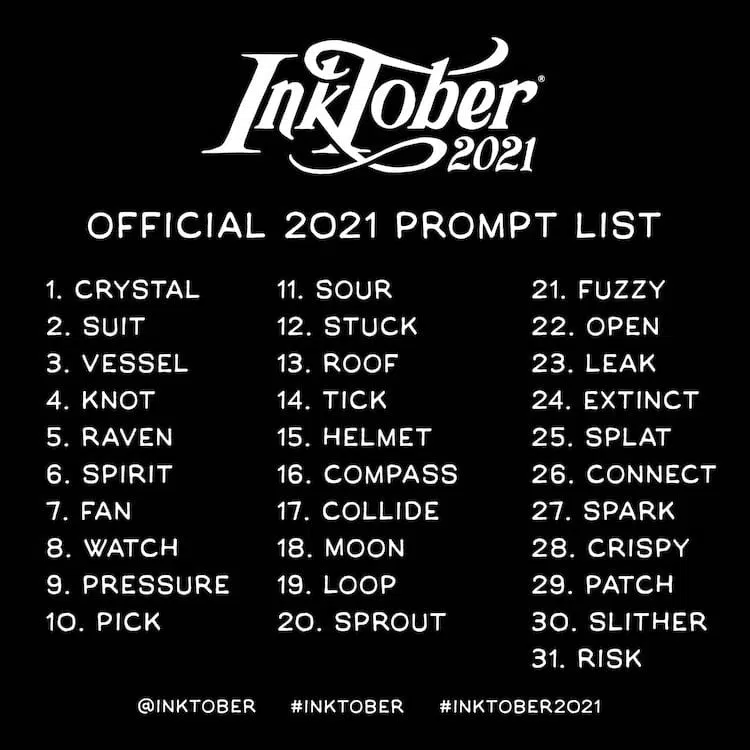 InkTober®
2021
OFFICIAL 2021 PROMPT LIST
1. CRYSTAL
2. SUIT
3. VESSEL
4. KNOT
5. RAVEN
6. SPIRIT
7. FAN
8. WATCH
9. PRESSURE
10. PICK
11. SOUR
12. STUCK
13. ROOF
14. TICK
15. HELMET
16. COMPASS
17. COLLIDE
18. MOON
19. LOOP
20. SPROUT
21. FUZZY
22. OPEN
23. LEAK
24. EXTINCT
25. SPLAT
26. CONNECT
27. SPARK
28. CRISPY
29. PATCH
30. SLITHER
31. RISK
@INKTOBER #INKTOBER #INKTOBER2021